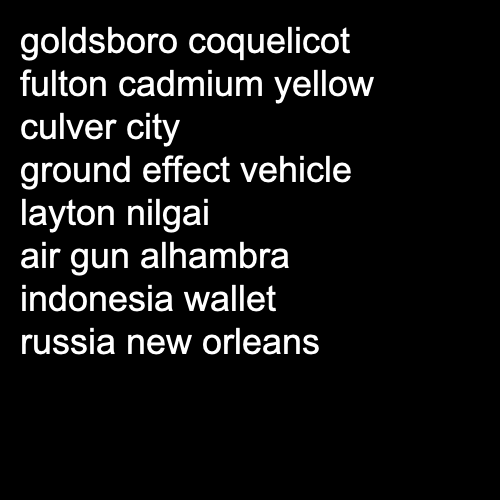 goldsboro coquelicot
fulton cadmium yellow
culver city
ground effect vehicle
layton nilgai
air gun alhambra
indonesia wallet
russia new orleans